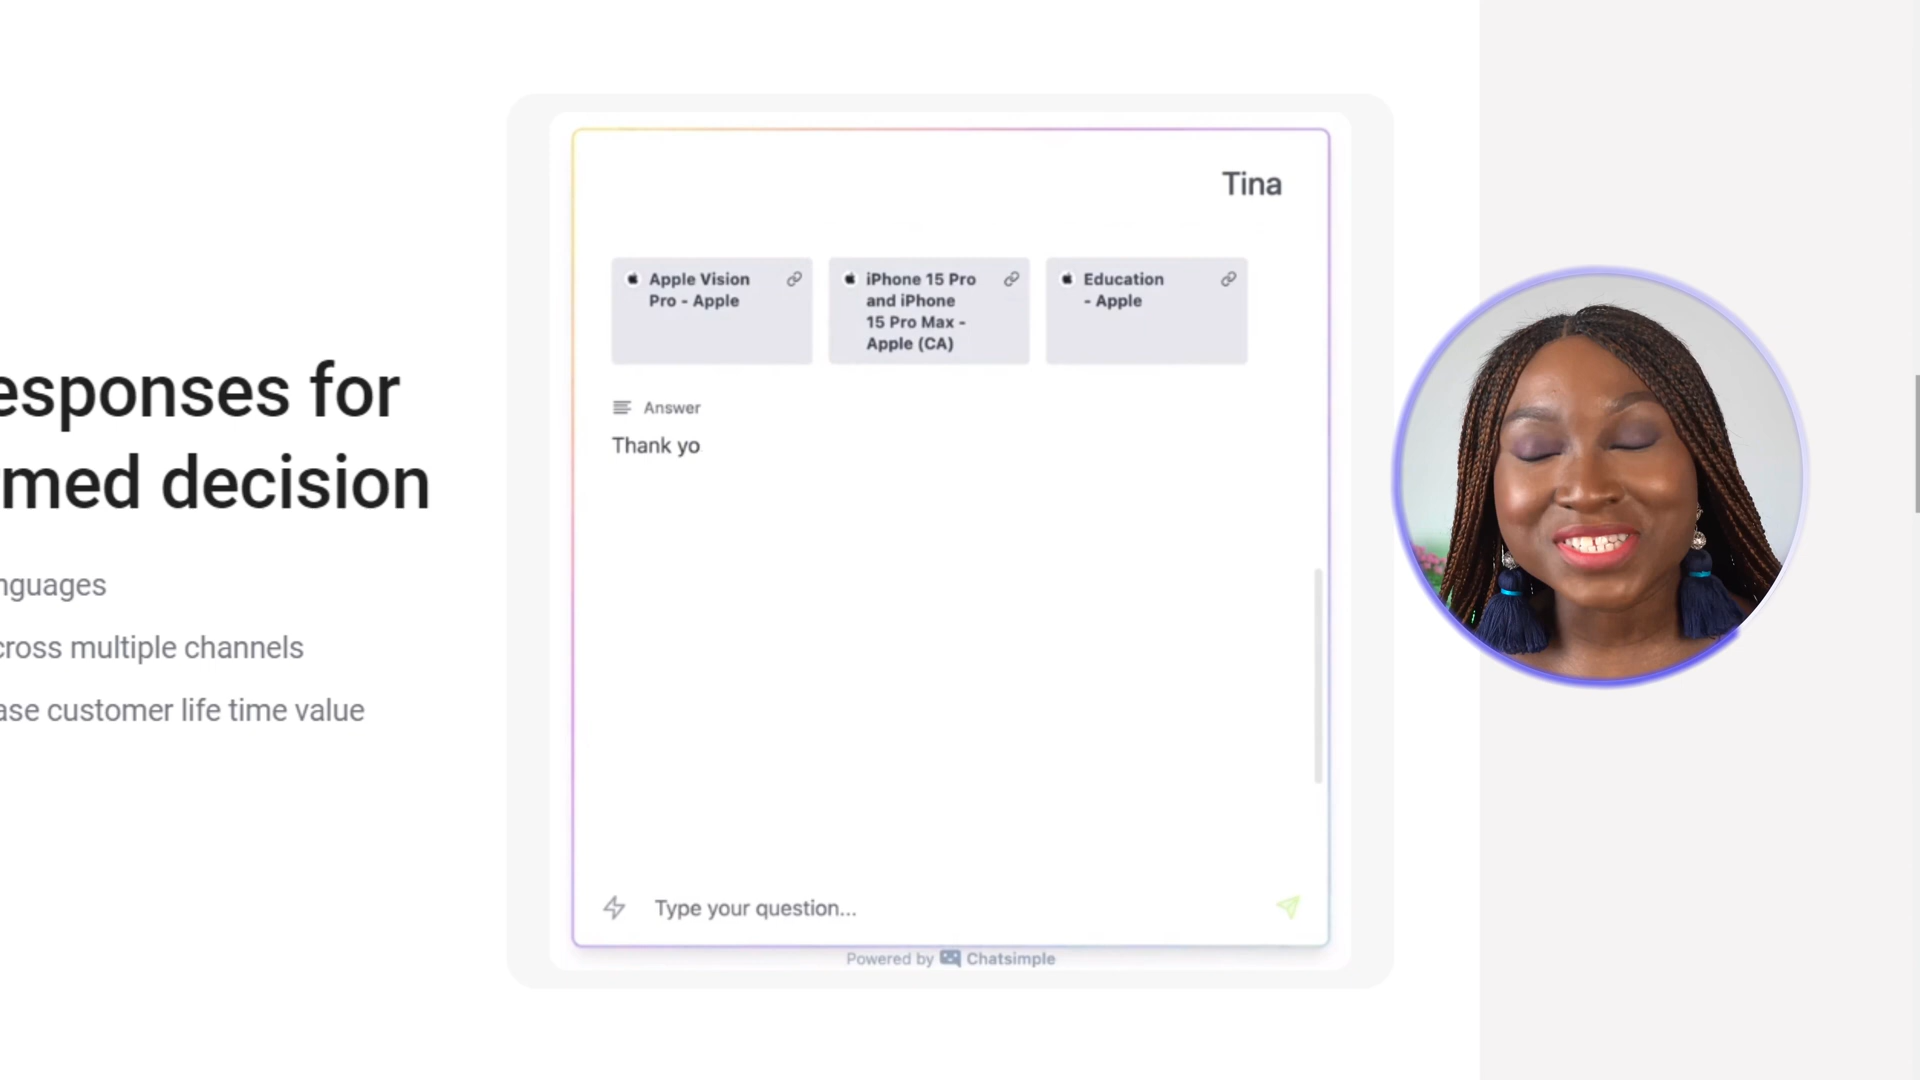 esponses for
med decision
nguages
cross multiple channels
ase customer life time value
Tina
Apple Vision
Pro - Apple
iPhone 15 Pro
and iPhone
15 Pro Max -
Apple (CA)
Education
- Apple
Answer
Thank yo
Type your question...
Powered by Chatsimple